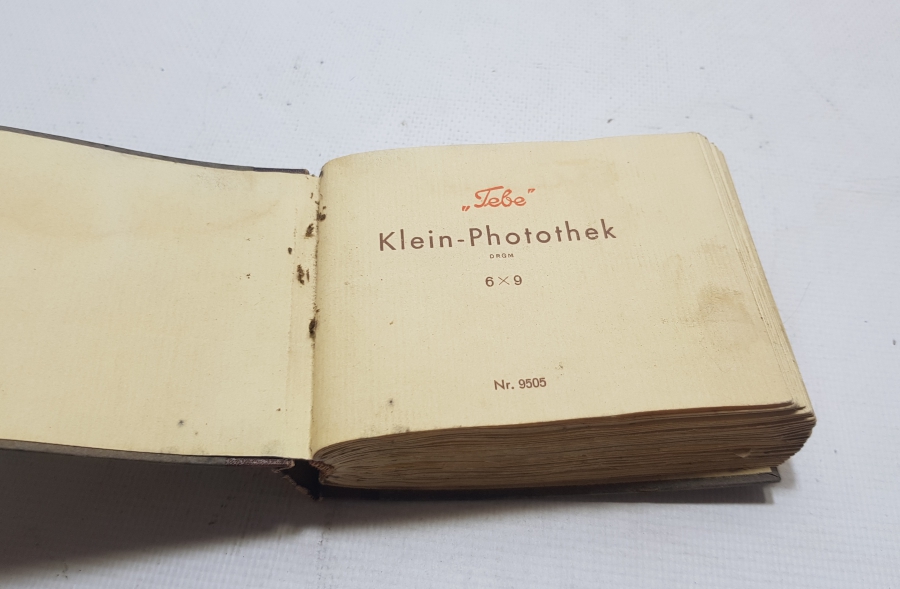 „Tebe”
Klein-Photothek
DRGM
6×9
Nr. 9505